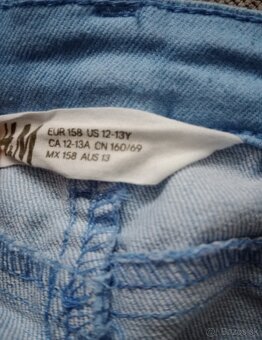 H&M
EUR 158 US 12-13Y
CA 12-13A CN 160/69
MX 158 AUS 13